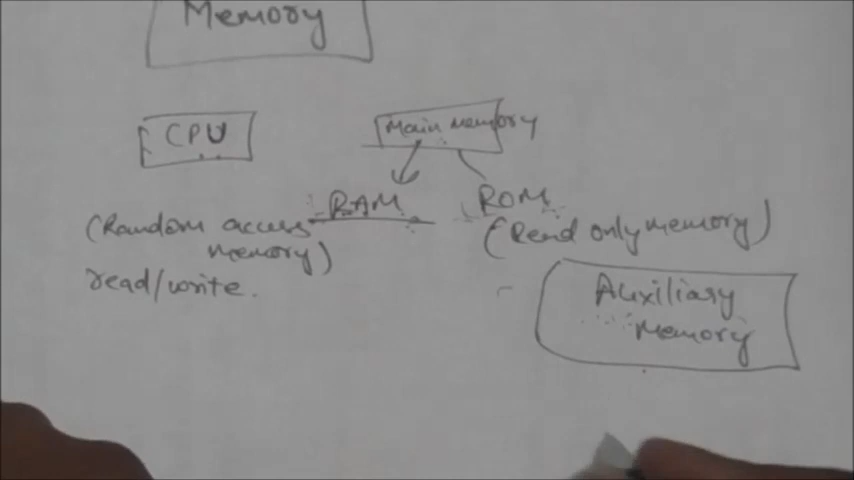 Memory
CPU
Main memory
RAM
ROM
(Random access
memory)
read/write.
(Read only memory)
Auxiliary
memory